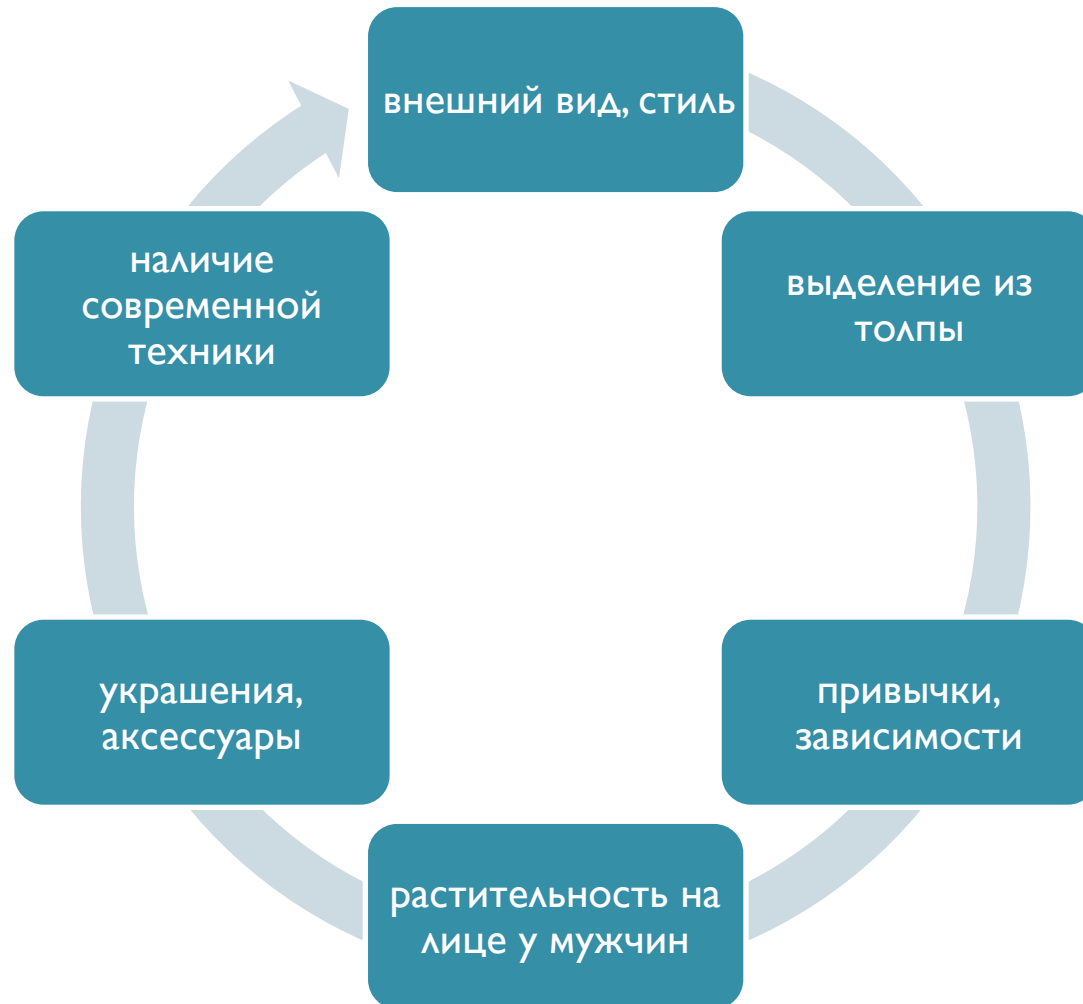 внешний вид, стиль
выделение из
толпы
привычки,
зависимости
растительность на
лице у мужчин
украшения,
аксессуары
наличие
современной
техники